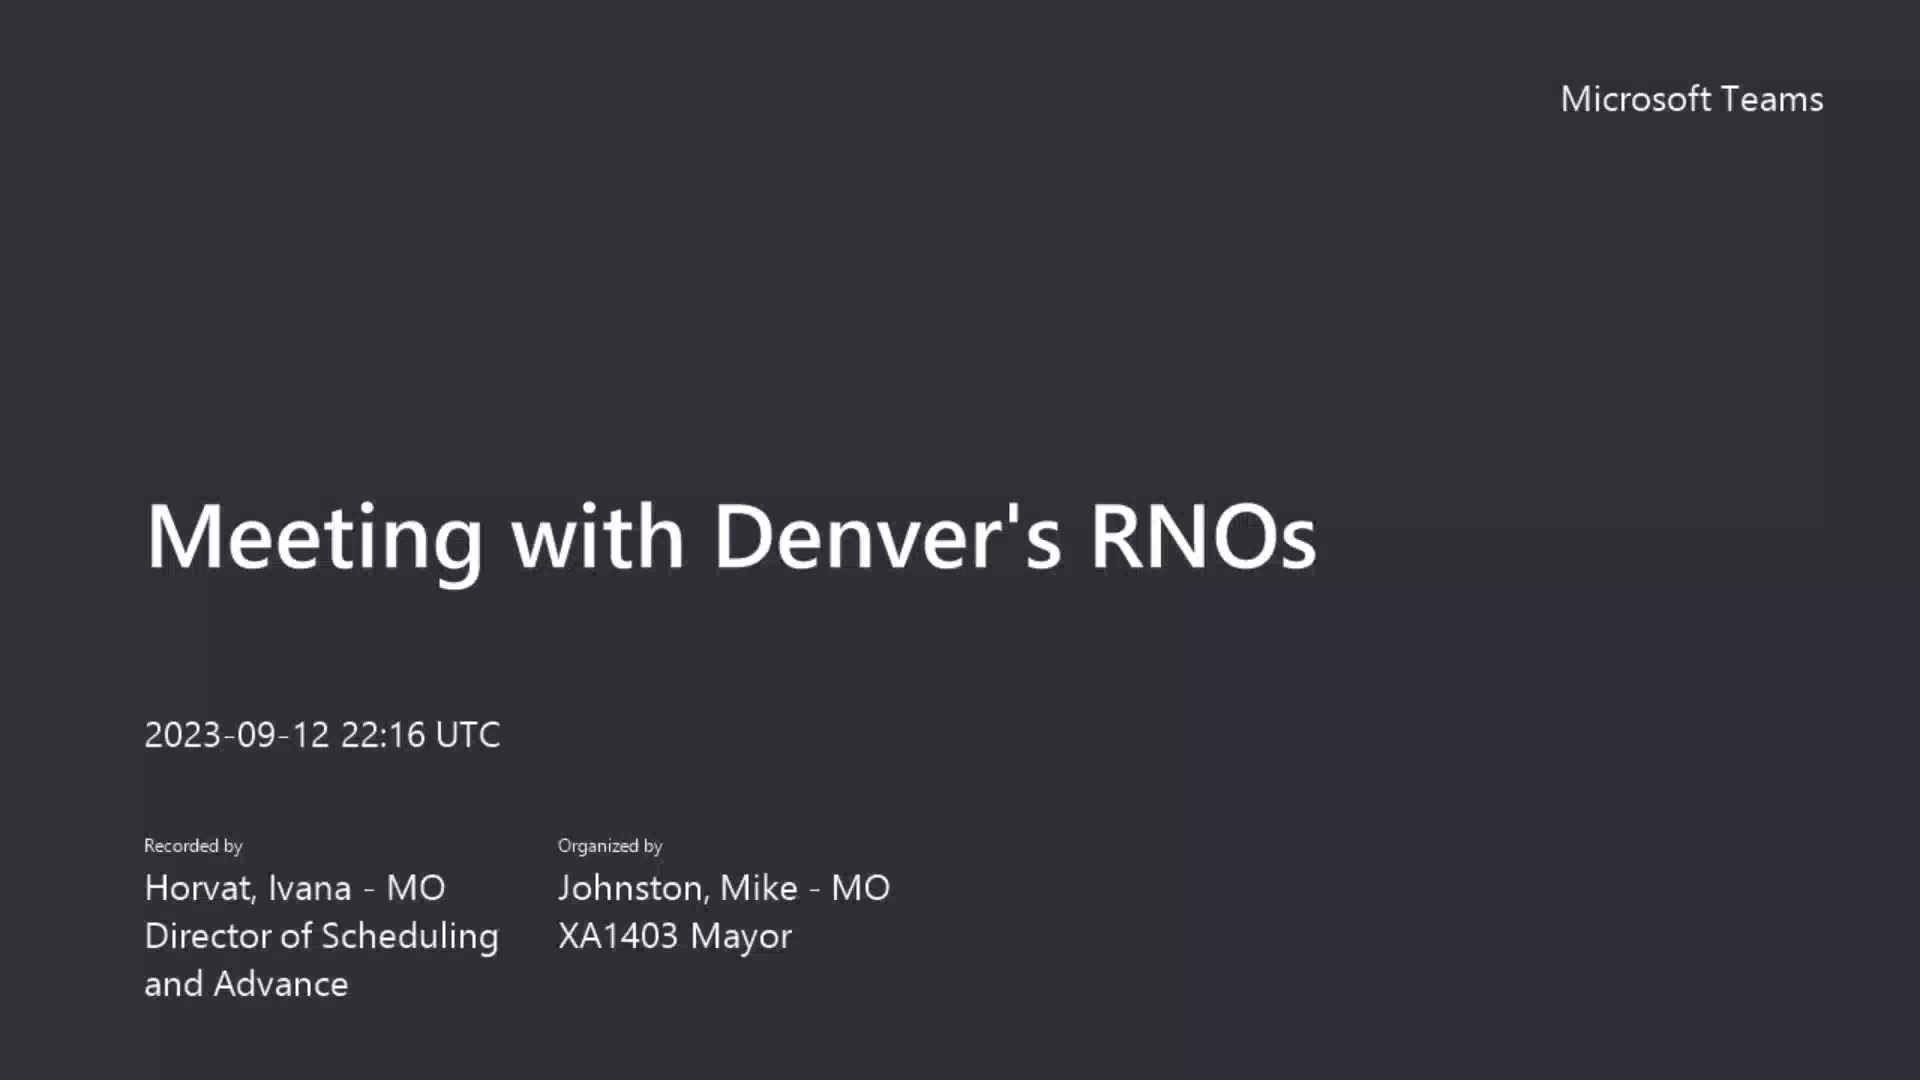 Microsoft Teams
Meeting with Denver's RNOs
2023-09-12 22:16 UTC
Recorded by
Horvat, Ivana - MO
Director of Scheduling
and Advance
Organized by
Johnston, Mike - MO
XA1403 Mayor